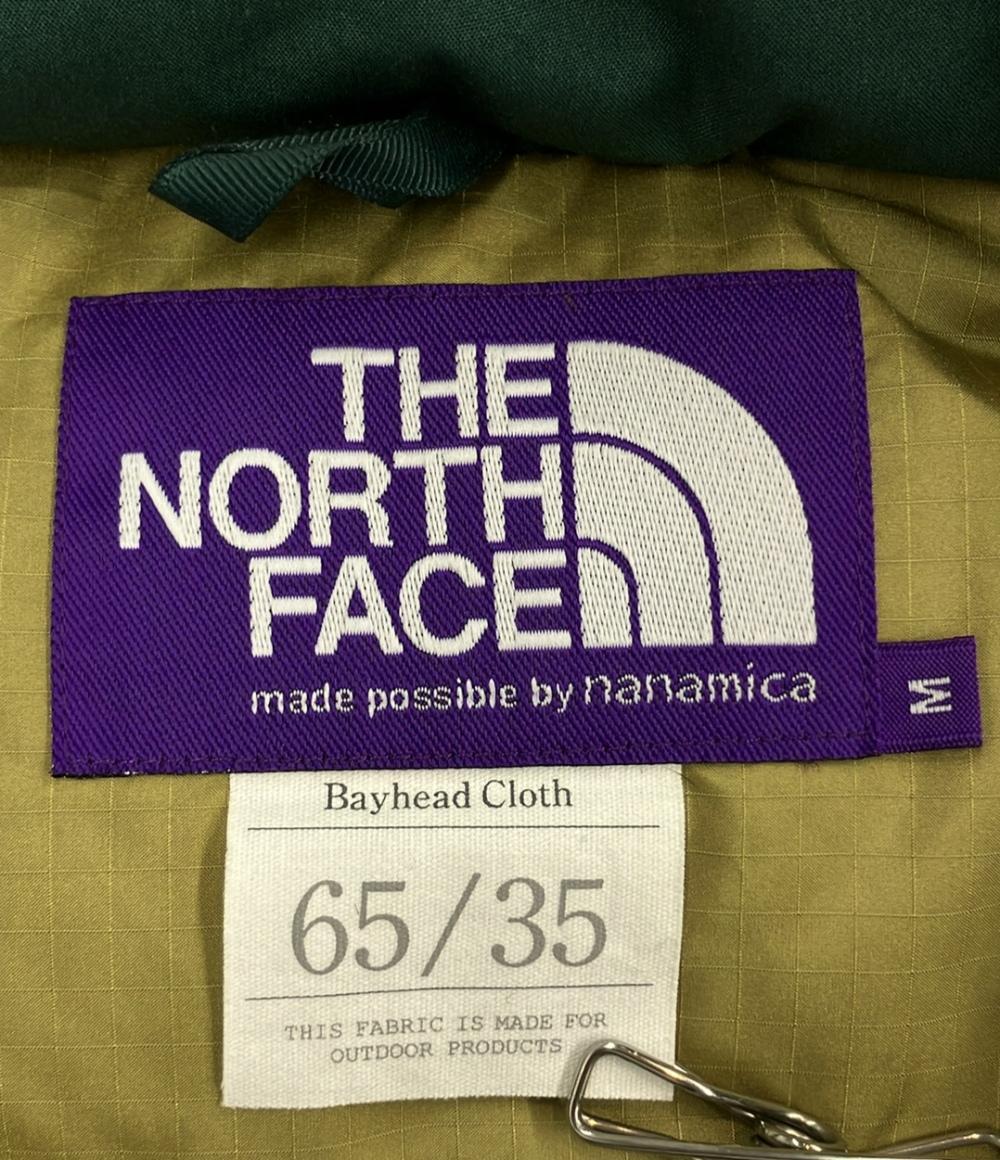 THE
NORTH
FACE
made possible by nanamica
M
Bayhead Cloth
65/35
THIS FABRIC IS MADE FOR
OUTDOOR PRODUCTS